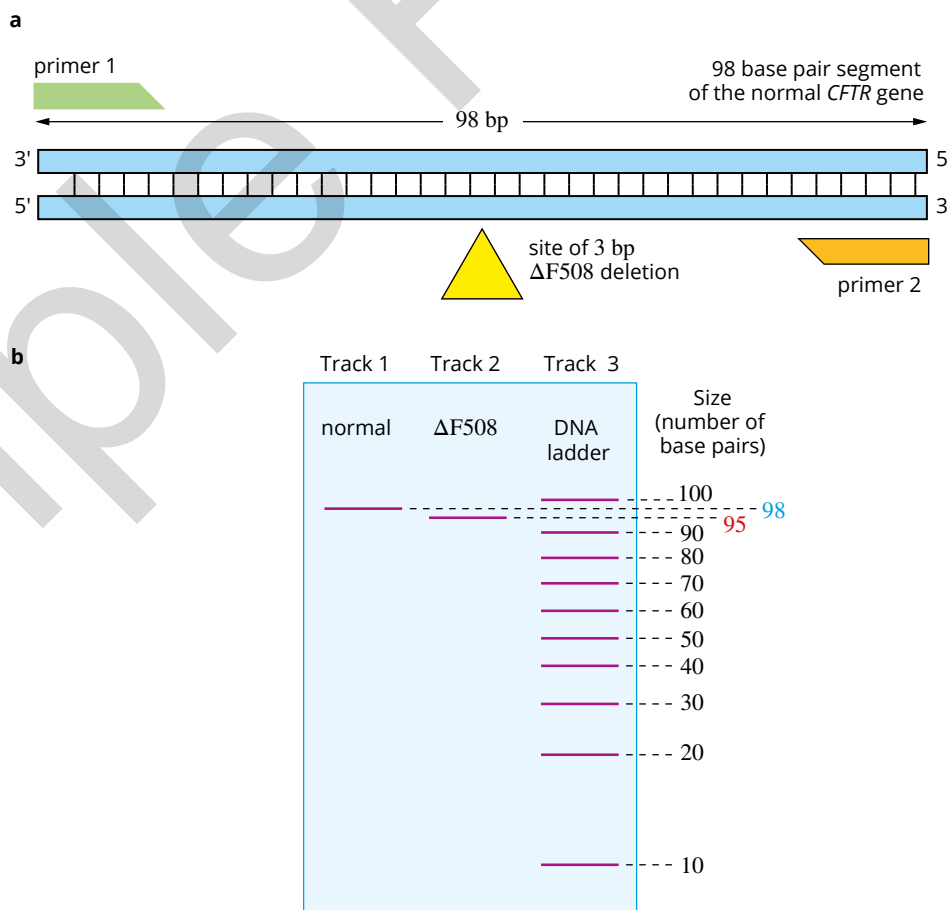 a
primer 1
98 base pair segment
of the normal CFTR gene
98 bp
3' 5
5' 3
site of 3 bp
ΔF508 deletion
primer 2
b
Track 1 Track 2 Track 3
Size
(number of
base pairs)
normal ΔF508 DNA
ladder
100
98
95
90
80
70
60
50
40
30
20
10